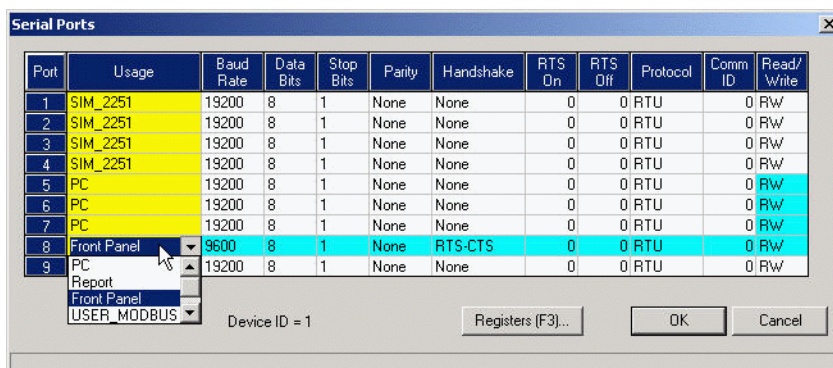 Serial Ports
Port Usage Baud Rate Data Bits Stop Bits Parity Handshake RTS On RTS Off Protocol Comm ID Read/ Write
1 SIM_2251 19200 8 1 None None 0 0 RTU 0 RW
2 SIM_2251 19200 8 1 None None 0 0 RTU 0 RW
3 SIM_2251 19200 8 1 None None 0 0 RTU 0 RW
4 SIM_2251 19200 8 1 None None 0 0 RTU 0 RW
5 PC 19200 8 1 None None 0 0 RTU 0 RW
6 PC 19200 8 1 None None 0 0 RTU 0 RW
7 PC 19200 8 1 None None 0 0 RTU 0 RW
8 Front Panel 9600 8 1 None RTS-CTS 0 0 RTU 0 RW
9 PC 19200 8 1 None None 0 0 RTU 0 RW
Report
Front Panel
USER_MODBUS
Device ID = 1 Registers (F3)... OK Cancel